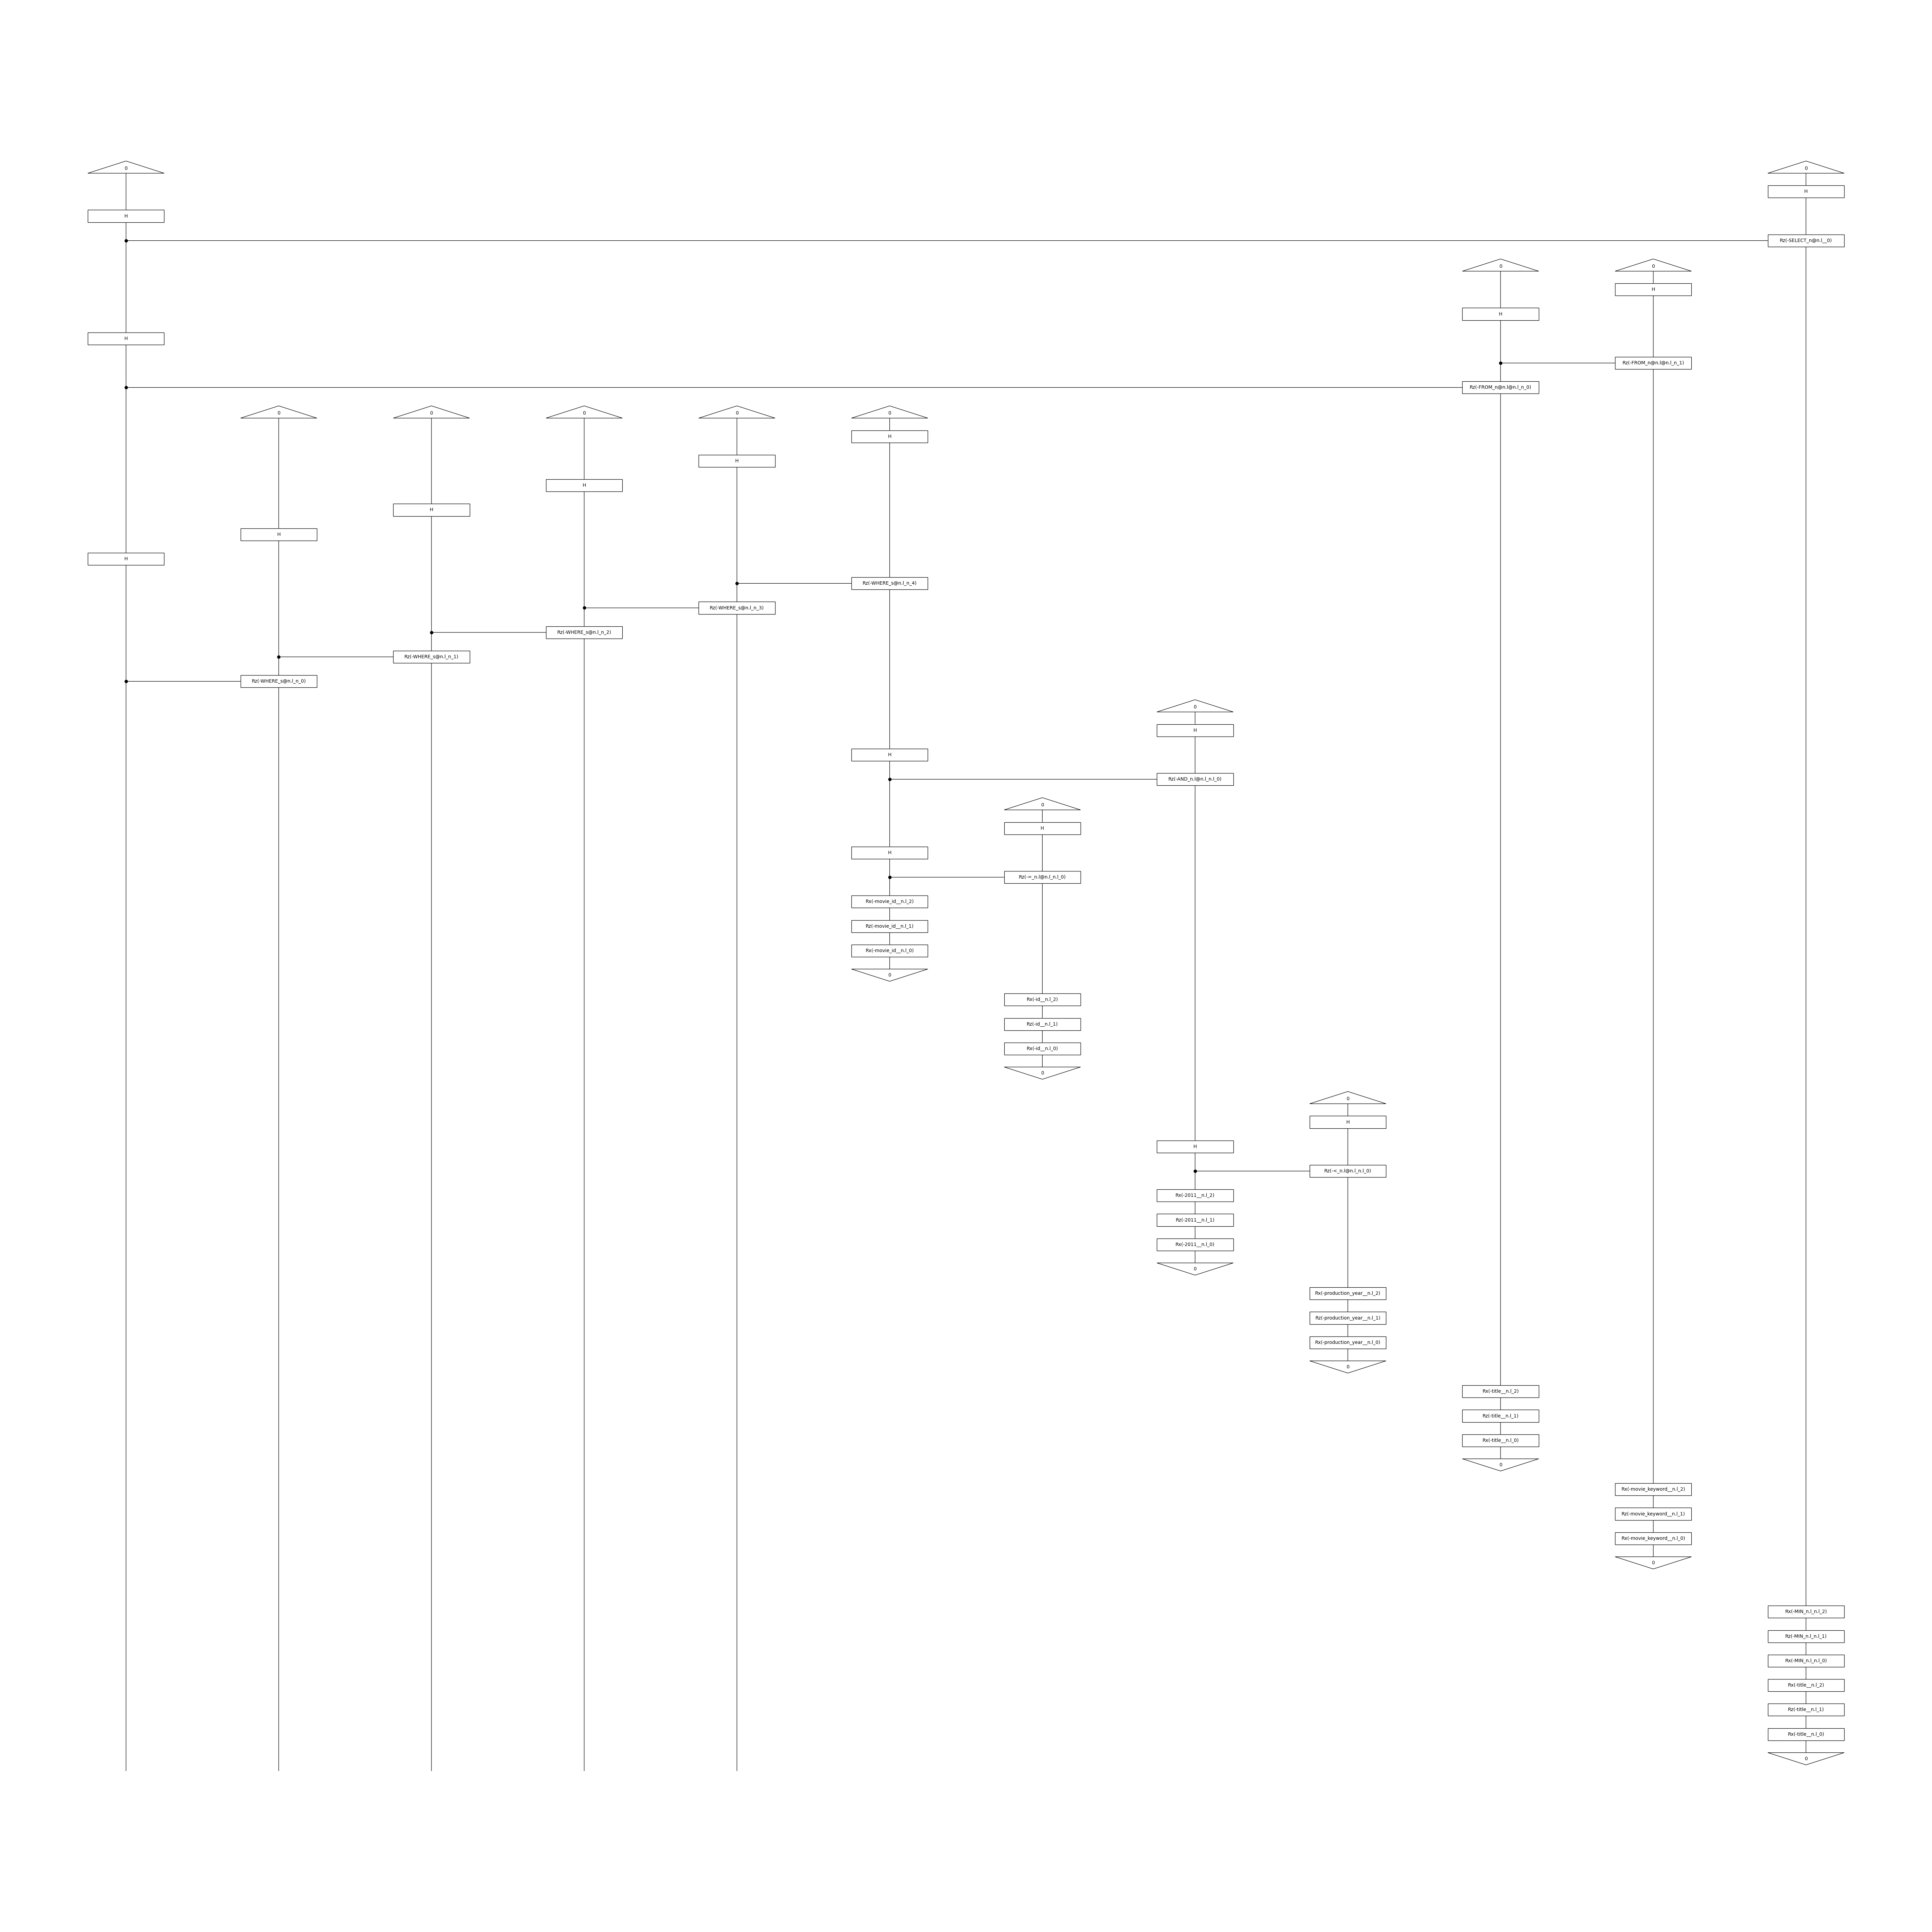 0 0
H
H
Rz(-SELECT_n@n.l__0)
0 0
H
H
H
Rz(-FROM_n@n.l@n.l_n_1)
Rz(-FROM_n@n.l@n.l_n_0)
0 0 0 0 0
H
H
H
H
H
H
Rz(-WHERE_s@n.l_n_4)
Rz(-WHERE_s@n.l_n_3)
Rz(-WHERE_s@n.l_n_2)
Rz(-WHERE_s@n.l_n_1)
Rz(-WHERE_s@n.l_n_0)
0
H
H
Rz(-AND_n.l@n.l_n.l_0)
0
H
H
Rz(-=_n.l@n.l_n.l_0)
Rx(-movie_id__n.l_2)
Rz(-movie_id__n.l_1)
Rx(-movie_id__n.l_0)
0
Rx(-id__n.l_2)
Rz(-id__n.l_1)
Rx(-id__n.l_0)
0
0
H
H
Rz(-<_n.l@n.l_n.l_0)
Rx(-2011__n.l_2)
Rz(-2011__n.l_1)
Rx(-2011__n.l_0)
0
Rx(-production_year__n.l_2)
Rz(-production_year__n.l_1)
Rx(-production_year__n.l_0)
0
Rx(-title__n.l_2)
Rz(-title__n.l_1)
Rx(-title__n.l_0)
0
Rx(-movie_keyword__n.l_2)
Rz(-movie_keyword__n.l_1)
Rx(-movie_keyword__n.l_0)
0
Rx(-MIN_n.l_n.l_2)
Rz(-MIN_n.l_n.l_1)
Rx(-MIN_n.l_n.l_0)
Rx(-title__n.l_2)
Rz(-title__n.l_1)
Rx(-title__n.l_0)
0